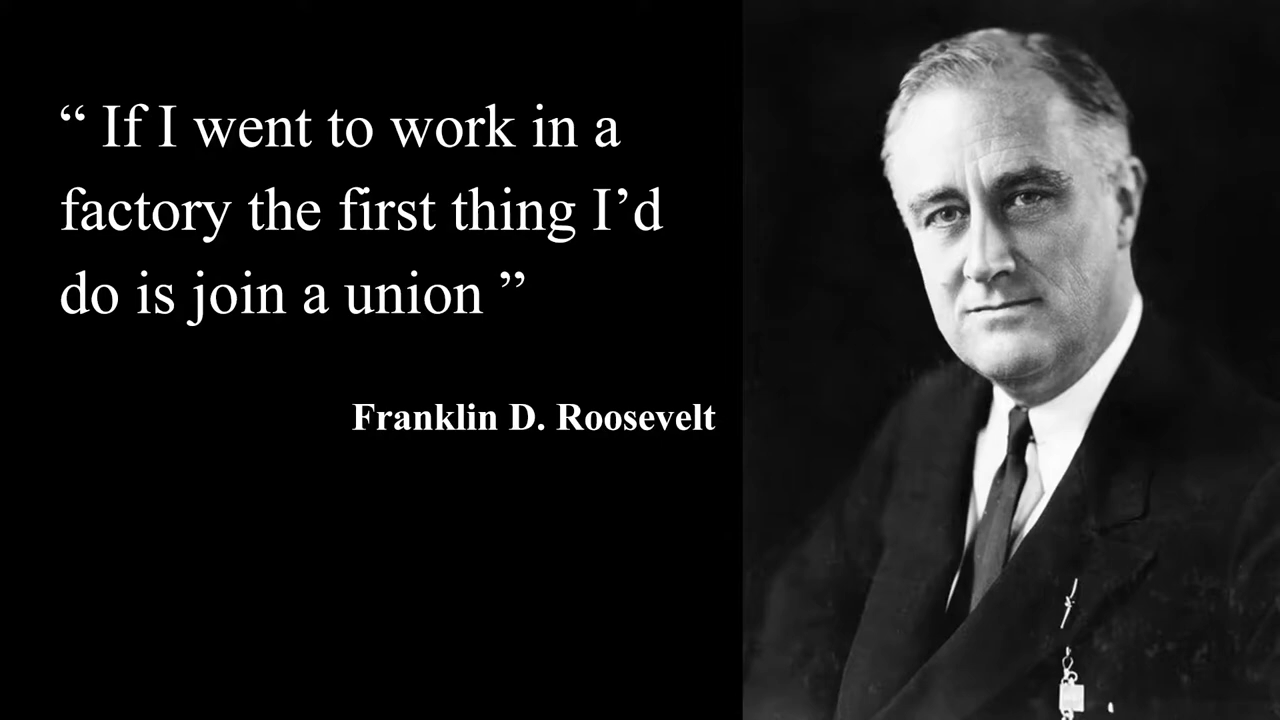 “ If I went to work in a
factory the first thing I’d
do is join a union ”
Franklin D. Roosevelt